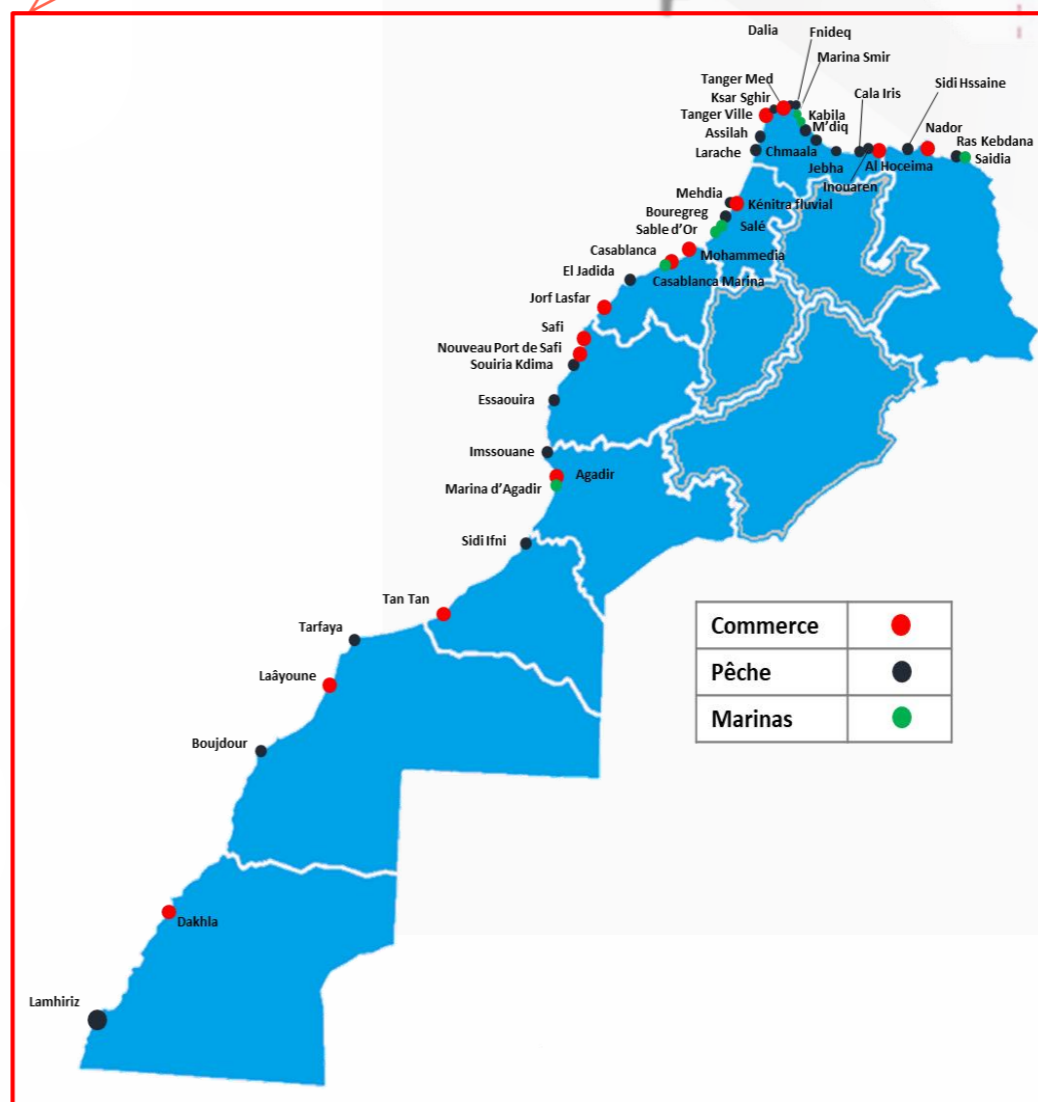 Dalia
Fnideq
Marina Smir
Tanger Med
Sidi Hssaine
Cala Iris
Ksar Sghir
Tanger Ville
Kabila
Nador
M'diq
Assilah
Ras Kebdana
Larache
Chmaala
Saidia
Jebha
Al Hoceima
Inouaren
Mehdia
Kénitra fluvial
Bouregreg
Salé
Sable d'Or
Casablanca
Mohammedia
El Jadida
Casablanca Marina
Jorf Lasfar
Safi
Nouveau Port de Safi
Souiria Kdima
Essaouira
Imssouane
Agadir
Marina d'Agadir
Sidi Ifni
Tan Tan
Commerce
Tarfaya
Pêche
Laâyoune
Marinas
Boujdour
Dakhla
Lamhiriz